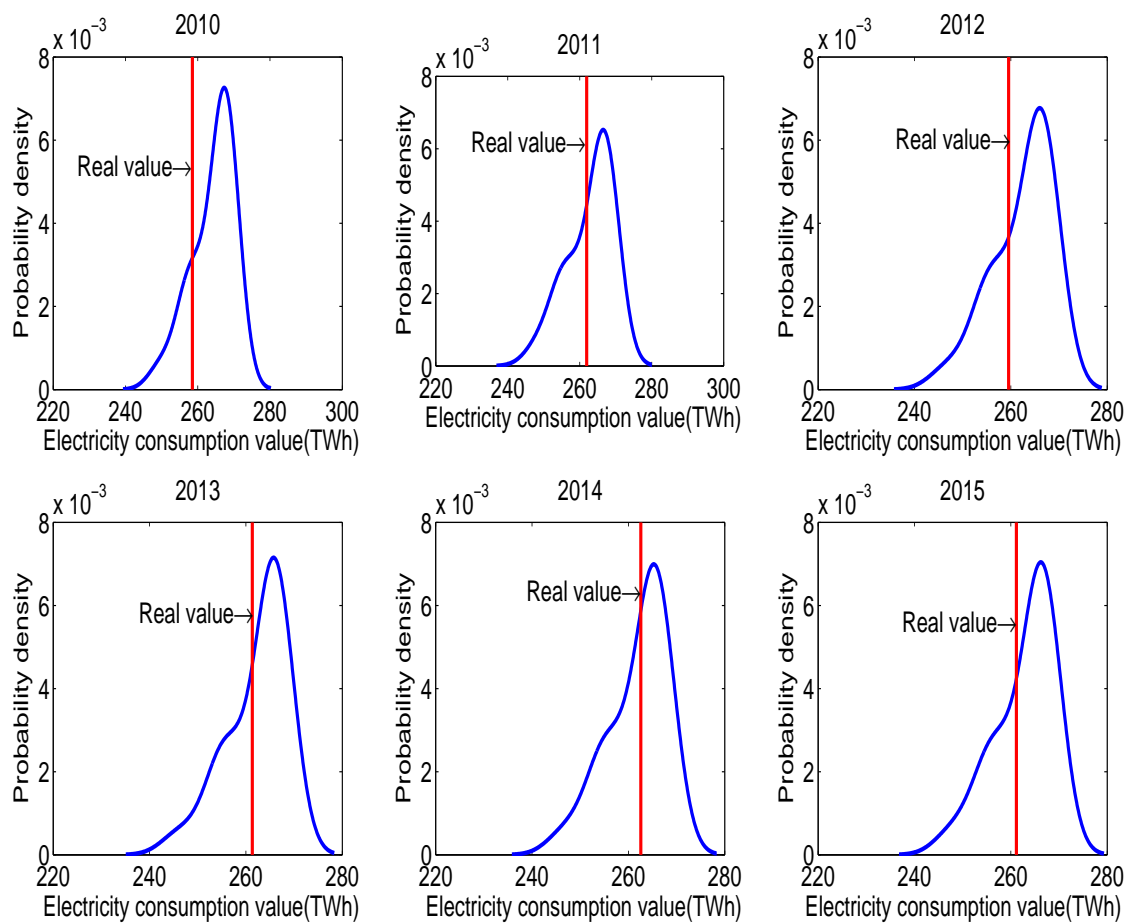 2010
x 10⁻³
Probability density
8
6
4
2
0
Real value→
220 240 260 280 300
Electricity consumption value(TWh)
2011
x 10⁻³
Probability density
8
6
4
2
0
Real value→
220 240 260 280 300
Electricity consumption value(TWh)
2012
x 10⁻³
Probability density
8
6
4
2
0
Real value→
220 240 260 280
Electricity consumption value(TWh)
2013
x 10⁻³
Probability density
8
6
4
2
0
Real value→
220 240 260 280
Electricity consumption value(TWh)
2014
x 10⁻³
Probability density
8
6
4
2
0
Real value→
220 240 260 280
Electricity consumption value(TWh)
2015
x 10⁻³
Probability density
8
6
4
2
0
Real value→
220 240 260 280
Electricity consumption value(TWh)